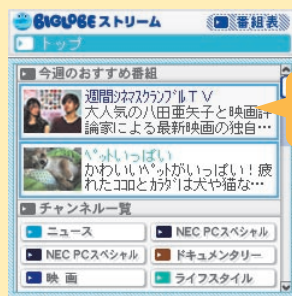 BIGLOBEストリーム
番組表
トップ
今週のおすすめ番組
週間シネマスクランブルTV
大人気の八田亜矢子と映画評
論家による最新映画の独自…
ペットいっぱい
かわいいペットがいっぱい!疲
れたココロとカラダは犬や猫な…
チャンネル一覧
ニュース
NEC PCスペシャル
NEC PCスペシャル
ドキュメンタリー
映画
ライフスタイル